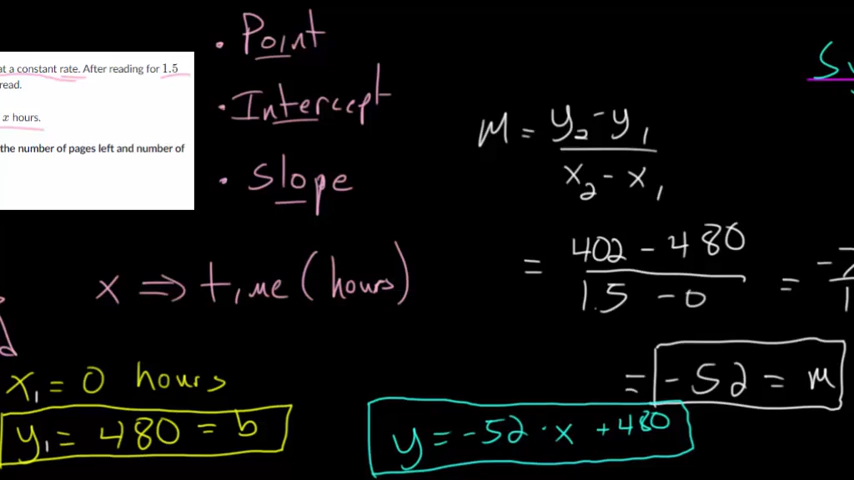 at a constant rate. After reading for 1.5
read.
x hours.
the number of pages left and number of
• Point
• Intercept
• Slope
x ⇒ time (hours)
x₁ = 0 hours
y₁ = 480 = b
m = y₂ - y₁ / x₂ - x₁
= 402 - 480 / 1.5 - 0 =
= -52 = m
y = -52 · x + 480